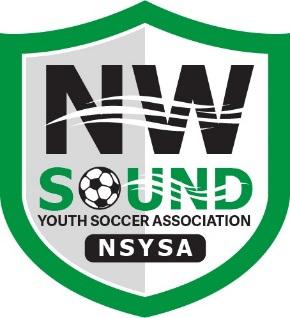 NW
SOUND
YOUTH SOCCER ASSOCIATION
NSYSA